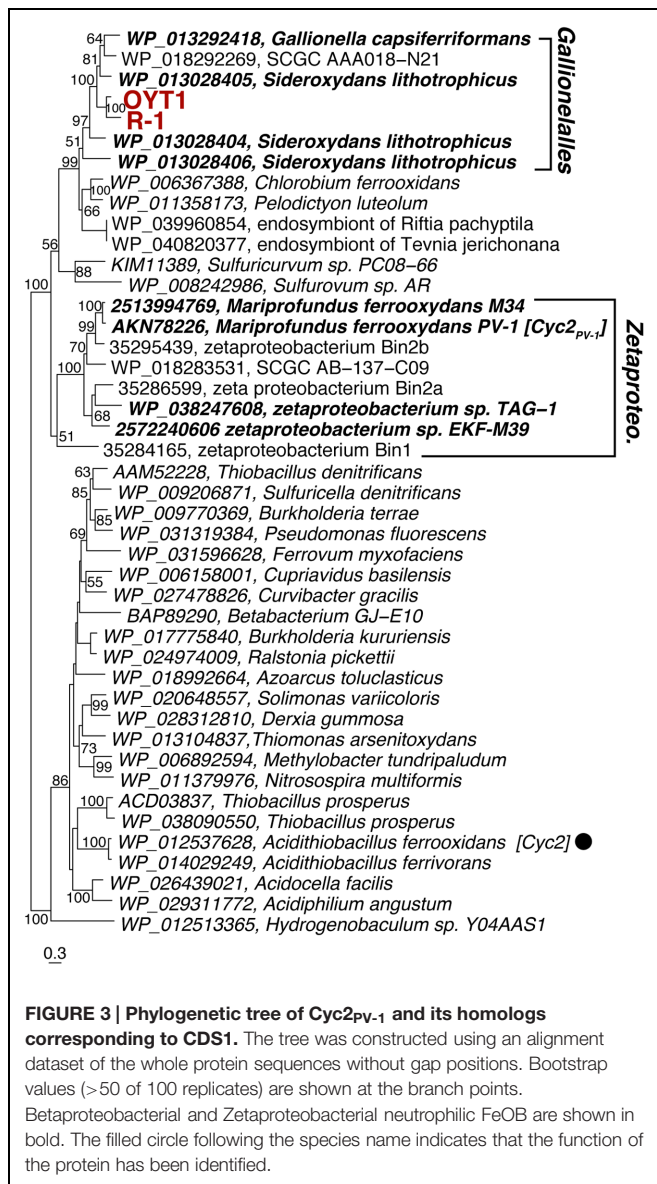 64 WP_013292418, Gallionella capsiferriformans
81 WP_018292269, SCGC AAA018−N21
100 WP_013028405, Sideroxydans lithotrophicus
100 OYT1
R-1
97
51 WP_013028404, Sideroxydans lithotrophicus
99 WP_013028406, Sideroxydans lithotrophicus
Gallionelalles
100 WP_006367388, Chlorobium ferrooxidans
66 WP_011358173, Pelodictyon luteolum
WP_039960854, endosymbiont of Riftia pachyptila
56 WP_040820377, endosymbiont of Tevnia jerichonana
88 KIM11389, Sulfuricurvum sp. PC08−66
WP_008242986, Sulfurovum sp. AR
100
100 2513994769, Mariprofundus ferrooxydans M34
99 AKN78226, Mariprofundus ferrooxydans PV-1 [Cyc2PV-1]
70 35295439, zetaproteobacterium Bin2b
100 WP_018283531, SCGC AB−137−C09
35286599, zeta proteobacterium Bin2a
68 WP_038247608, zetaproteobacterium sp. TAG−1
2572240606 zetaproteobacterium sp. EKF-M39
51 35284165, zetaproteobacterium Bin1
Zetaproteo.
63 AAM52228, Thiobacillus denitrificans
85 WP_009206871, Sulfuricella denitrificans
85 WP_009770369, Burkholderia terrae
69 WP_031319384, Pseudomonas fluorescens
WP_031596628, Ferrovum myxofaciens
55 WP_006158001, Cupriavidus basilensis
WP_027478826, Curvibacter gracilis
BAP89290, Betabacterium GJ−E10
WP_017775840, Burkholderia kururiensis
WP_024974009, Ralstonia pickettii
WP_018992664, Azoarcus toluclasticus
99 WP_020648557, Solimonas variicoloris
WP_028312810, Derxia gummosa
73 WP_013104837,Thiomonas arsenitoxydans
99 WP_006892594, Methylobacter tundripaludum
WP_011379976, Nitrosospira multiformis
86
100 ACD03837, Thiobacillus prosperus
WP_038090550, Thiobacillus prosperus
100 WP_012537628, Acidithiobacillus ferrooxidans [Cyc2]
WP_014029249, Acidithiobacillus ferrivorans
WP_026439021, Acidocella facilis
100 WP_029311772, Acidiphilium angustum
100 WP_012513365, Hydrogenobaculum sp. Y04AAS1
0.3
FIGURE 3 | Phylogenetic tree of Cyc2PV-1 and its homologs
corresponding to CDS1. The tree was constructed using an alignment
dataset of the whole protein sequences without gap positions. Bootstrap
values (>50 of 100 replicates) are shown at the branch points.
Betaproteobacterial and Zetaproteobacterial neutrophilic FeOB are shown in
bold. The filled circle following the species name indicates that the function of
the protein has been identified.